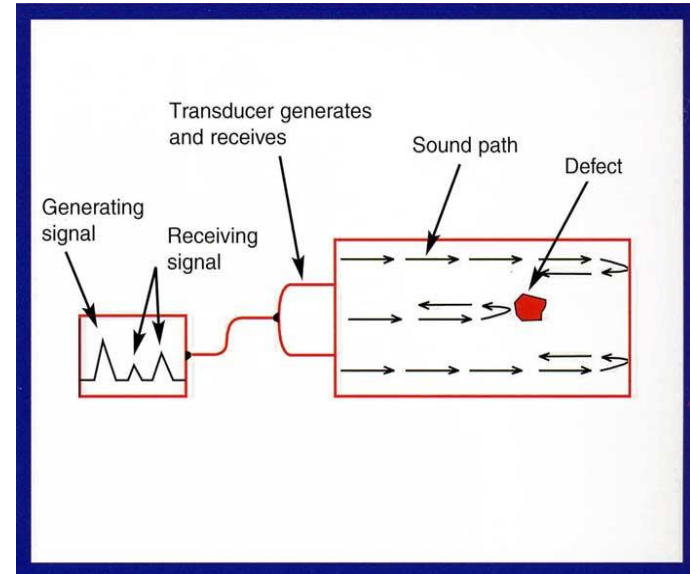 Transducer generates
and receives
Sound path
Defect
Generating
signal
Receiving
signal